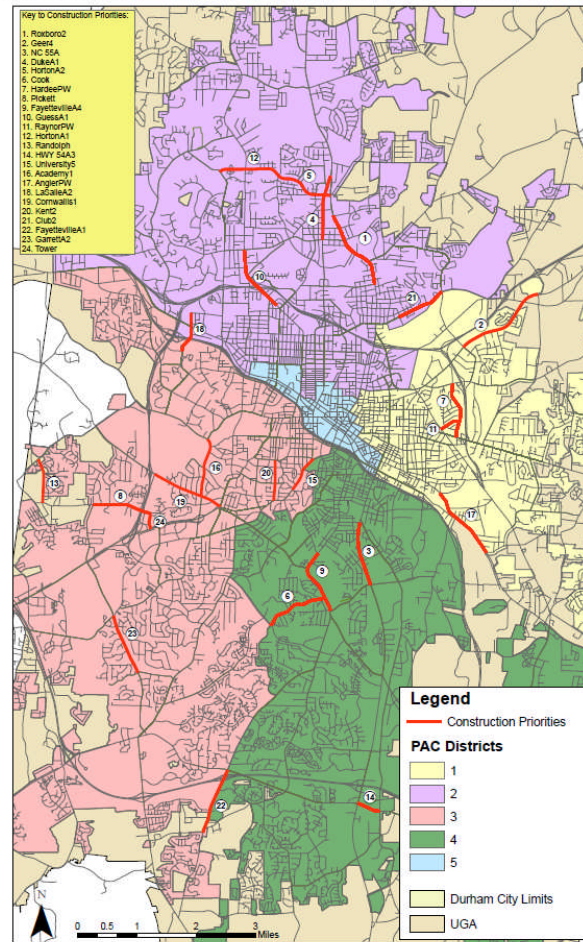 Key to Construction Priorities:
1. Roxboro2
2. Geer4
3. NC 55A
4. DukeA1
5. HortonA2
6. Cook
7. HardeePW
8. Pickett
9. FayettevilleA4
10. GuessA1
11. RaynorPW
12. HortonA1
13. Randolph
14. HWY 54A3
15. University5
16. Academy1
17. AnglerPW
18. LaSalleA2
19. Cornwallis1
20. Kent2
21. Club2
22. FayettevilleA1
23. GarrettA2
24. Tower
12
5
4
1
10
21
2
18
7
11
16
20
15
13
8
19
24
17
3
9
6
23
22
14
Legend
Construction Priorities
PAC Districts
1
2
3
4
5
Durham City Limits
UGA
N
0 0.5 1 2 3
Miles